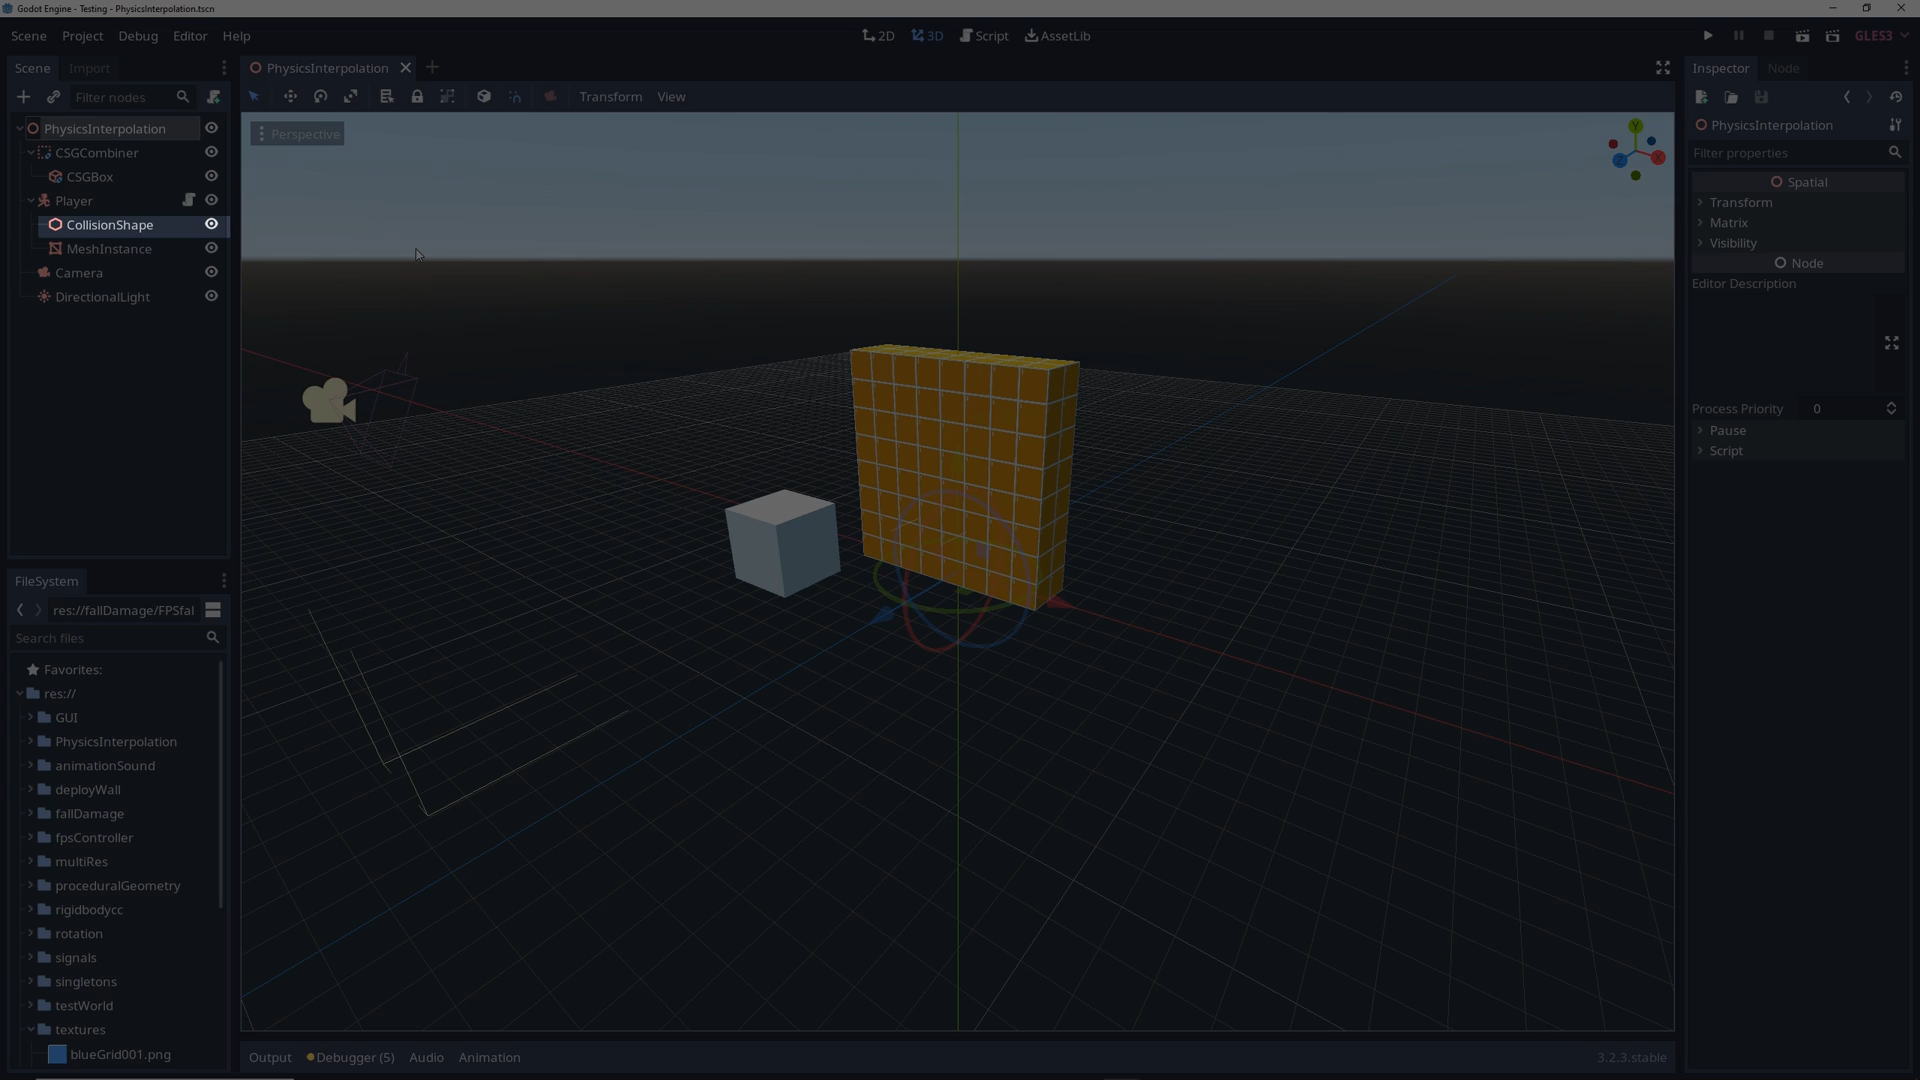 Godot Engine - Testing - PhysicsInterpolation.tscn
Scene Project Debug Editor Help
2D 3D Script AssetLib
GLES3
Scene Import
Filter nodes
PhysicsInterpolation
CSGCombiner
CSGBox
Player
CollisionShape
MeshInstance
Camera
DirectionalLight
FileSystem
res://fallDamage/FPSfal
Search files
Favorites:
res://
GUI
PhysicsInterpolation
animationSound
deployWall
fallDamage
fpsController
multiRes
proceduralGeometry
rigidbodycc
rotation
signals
singletons
testWorld
textures
blueGrid001.png
PhysicsInterpolation
Transform View
Perspective
Y
X
Z
Output Debugger (5) Audio Animation
3.2.3.stable
Inspector Node
PhysicsInterpolation
Filter properties
Spatial
Transform
Matrix
Visibility
Node
Editor Description
Process Priority 0
Pause
Script